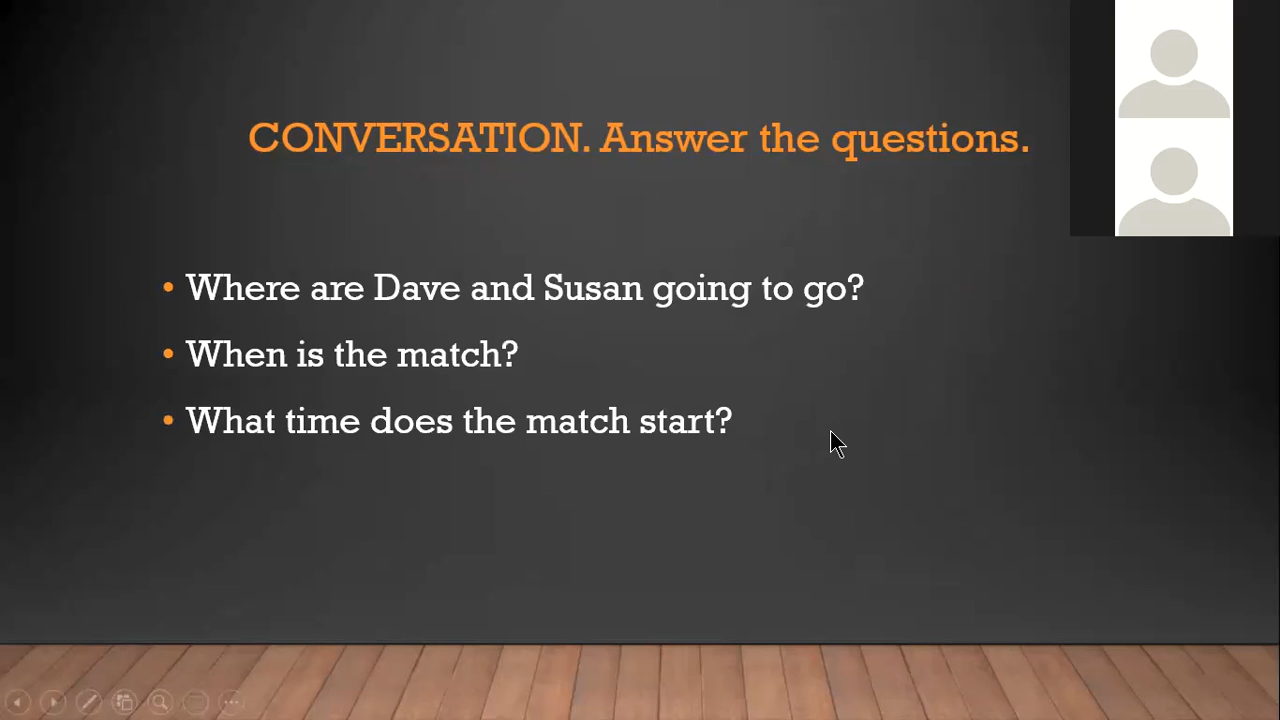 CONVERSATION. Answer the questions.
• Where are Dave and Susan going to go?
• When is the match?
• What time does the match start?